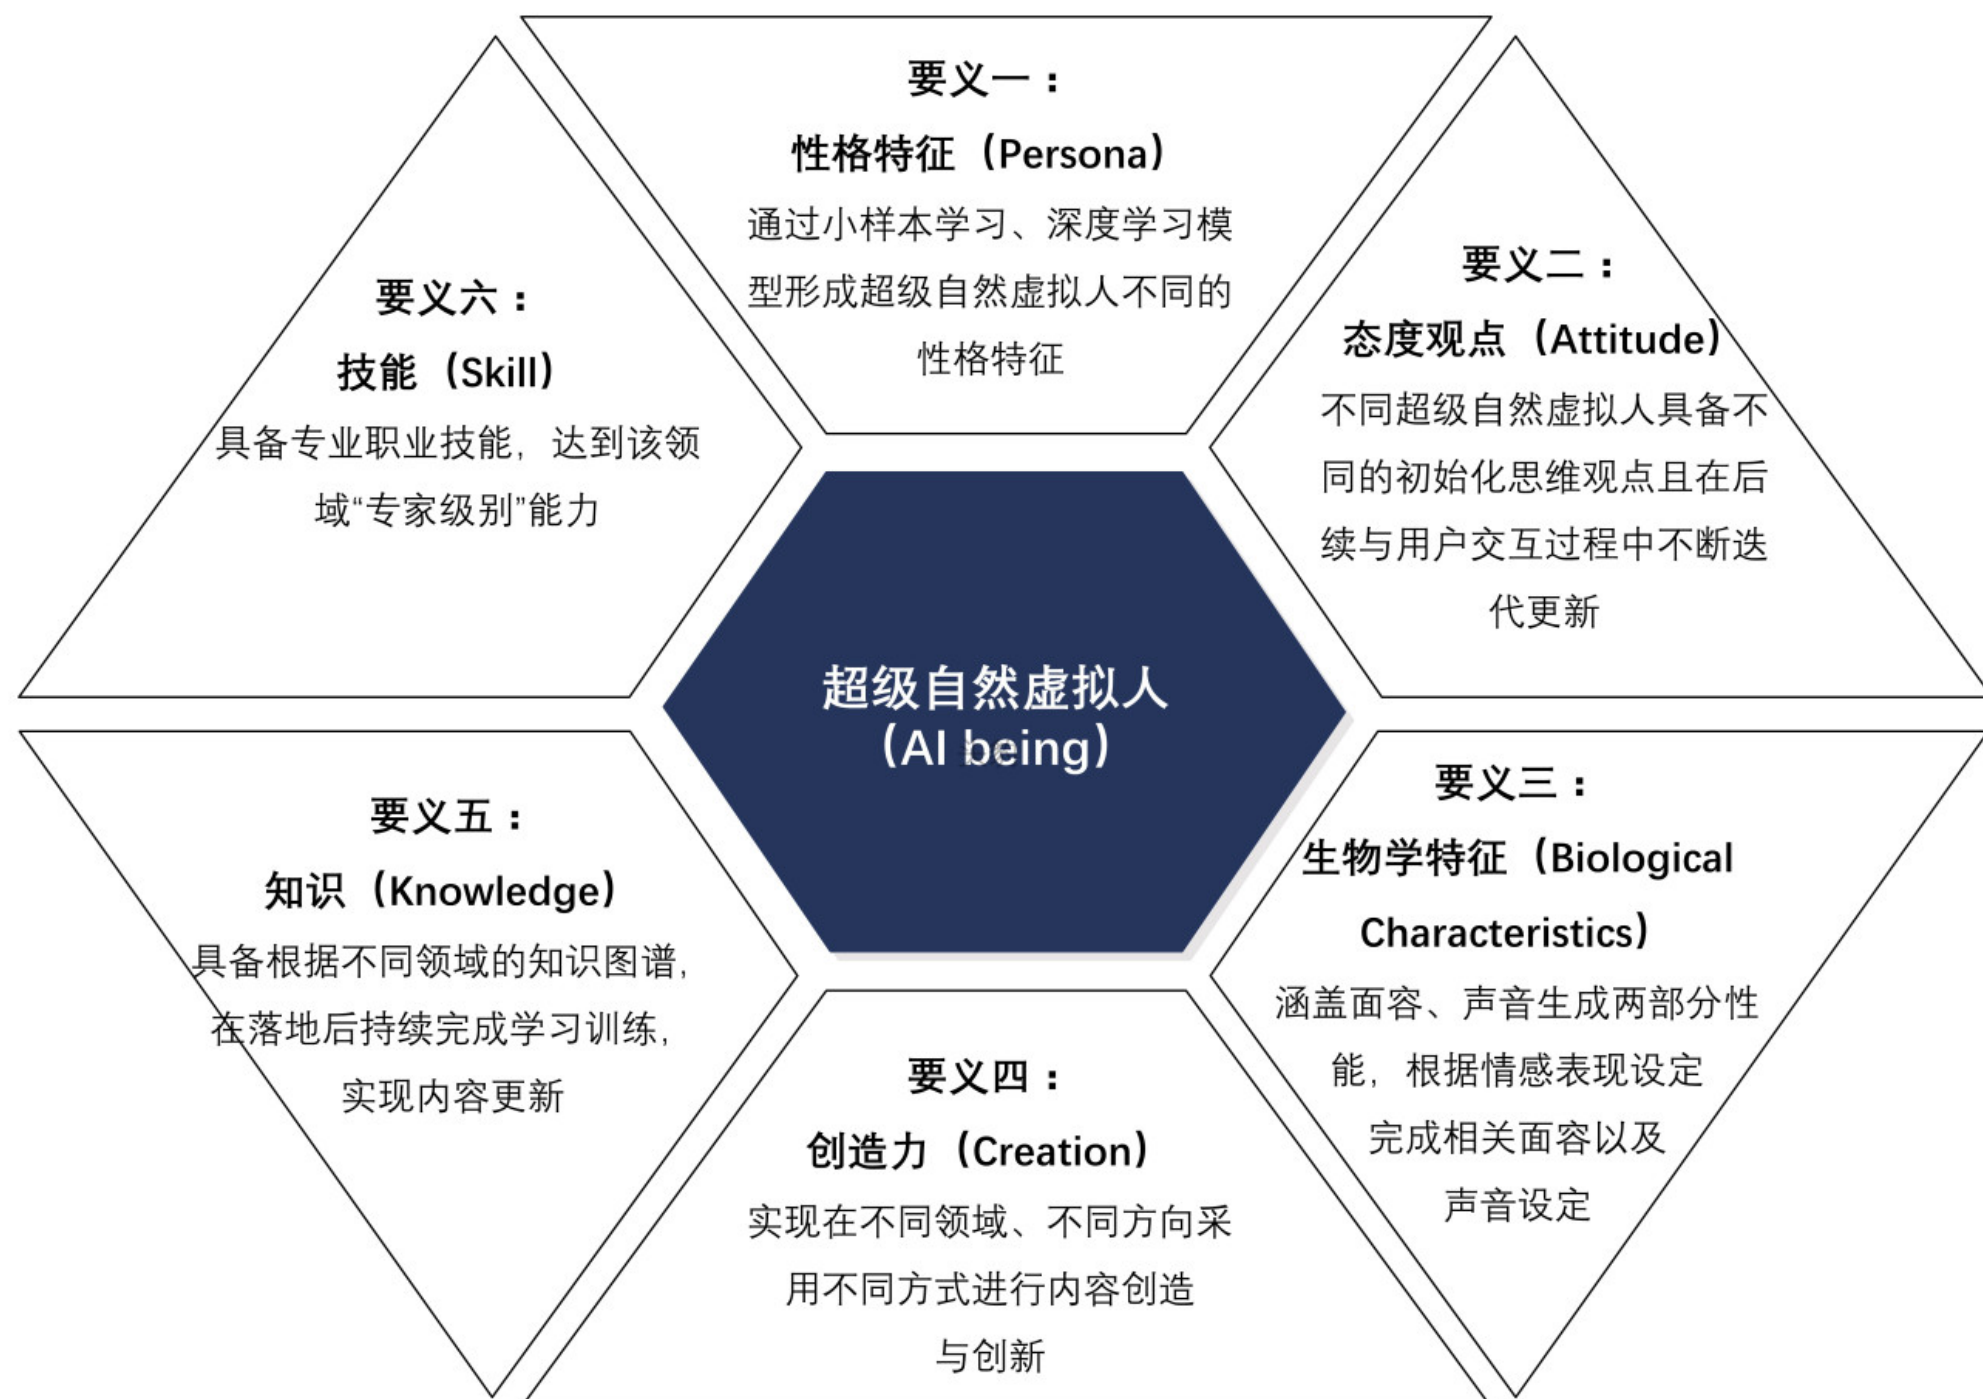 要义一：
性格特征（Persona）
通过小样本学习、深度学习模
型形成超级自然虚拟人不同的
性格特征
要义二：
态度观点（Attitude）
不同超级自然虚拟人具备不
同的初始化思维观点且在后
续与用户交互过程中不断迭
代更新
要义三：
生物学特征（Biological
Characteristics）
涵盖面容、声音生成两部分性
能，根据情感表现设定
完成相关面容以及
声音设定
要义四：
创造力（Creation）
实现在不同领域、不同方向采
用不同方式进行内容创造
与创新
要义五：
知识（Knowledge）
具备根据不同领域的知识图谱，
在落地后持续完成学习训练，
实现内容更新
要义六：
技能（Skill）
具备专业职业技能，达到该领
域“专家级别”能力
超级自然虚拟人
（AI being）